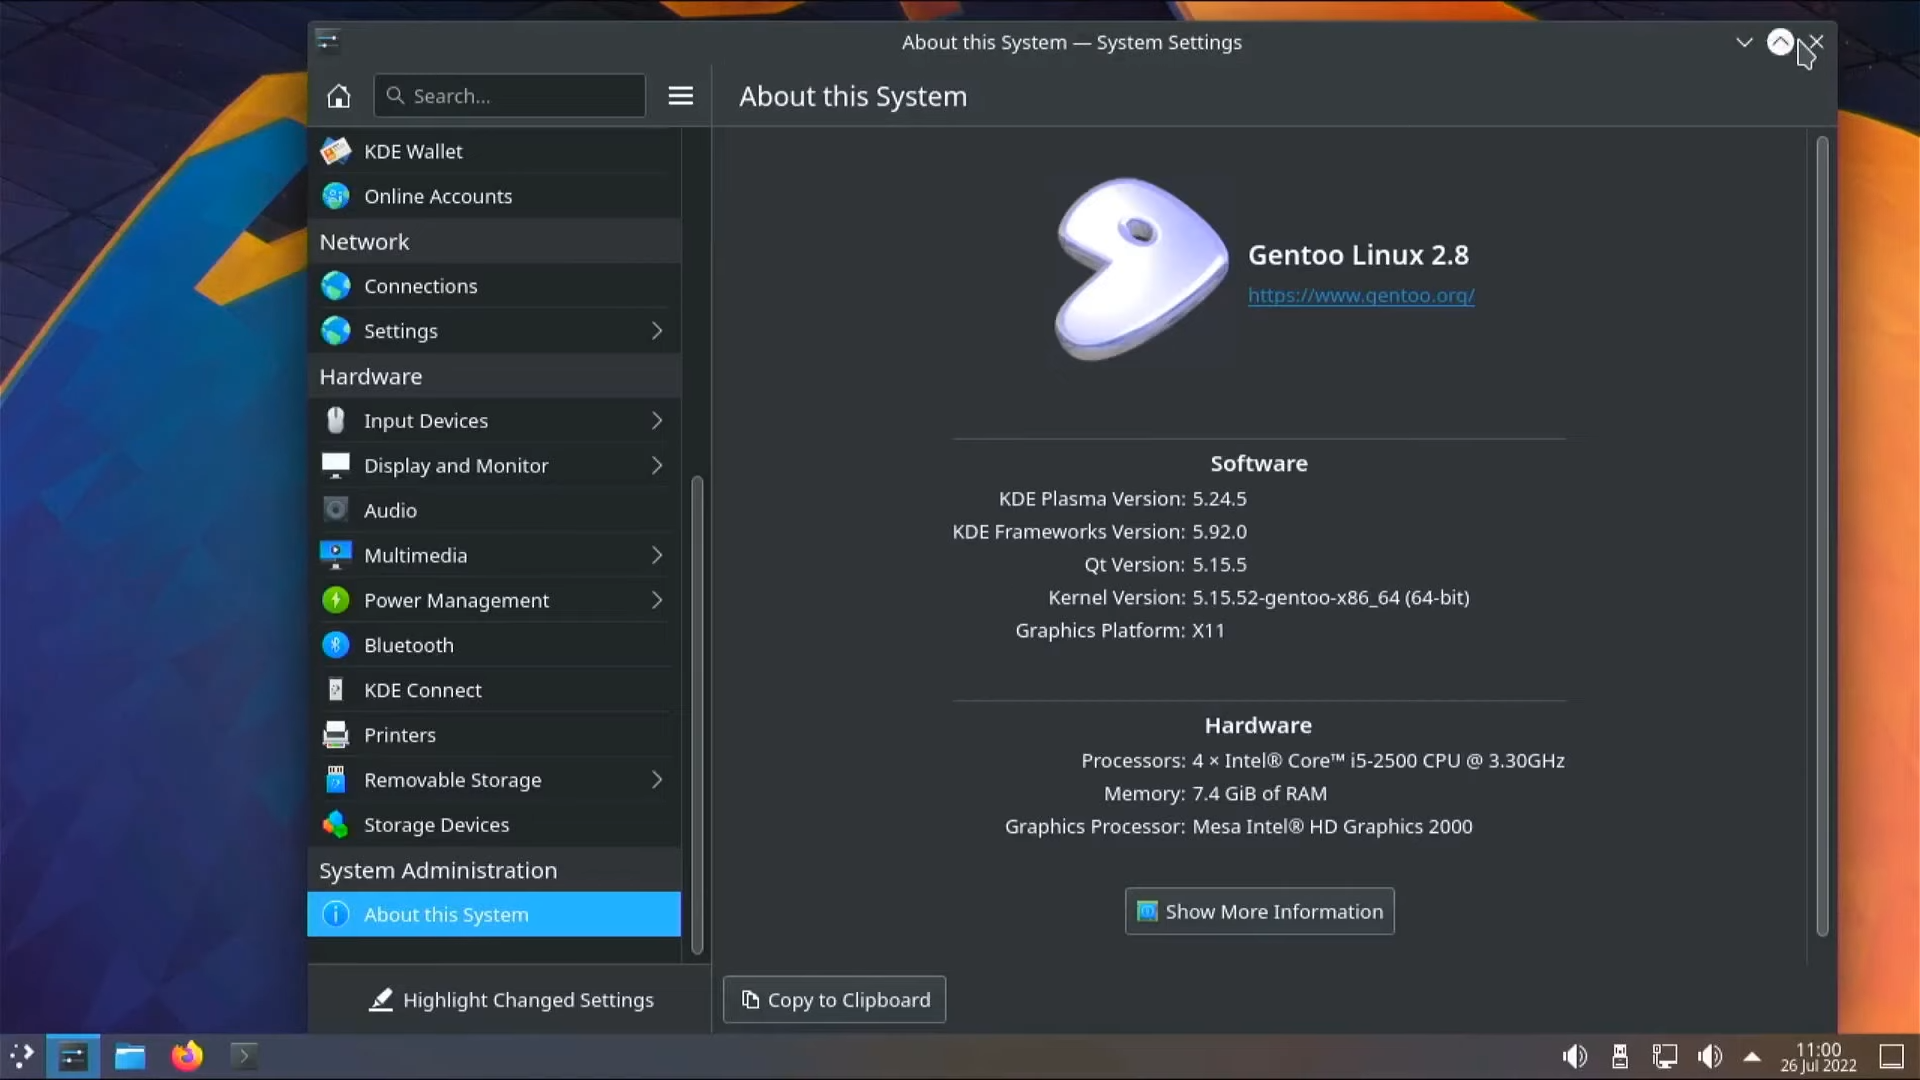 About this System — System Settings
Search...
About this System
KDE Wallet
Online Accounts
Network
Connections
Settings
Hardware
Input Devices
Display and Monitor
Audio
Multimedia
Power Management
Bluetooth
KDE Connect
Printers
Removable Storage
Storage Devices
System Administration
About this System
Highlight Changed Settings
Gentoo Linux 2.8
https://www.gentoo.org/
Software
KDE Plasma Version: 5.24.5
KDE Frameworks Version: 5.92.0
Qt Version: 5.15.5
Kernel Version: 5.15.52-gentoo-x86_64 (64-bit)
Graphics Platform: X11
Hardware
Processors: 4 × Intel® Core™ i5-2500 CPU @ 3.30GHz
Memory: 7.4 GiB of RAM
Graphics Processor: Mesa Intel® HD Graphics 2000
Show More Information
Copy to Clipboard
11:00
26 Jul 2022